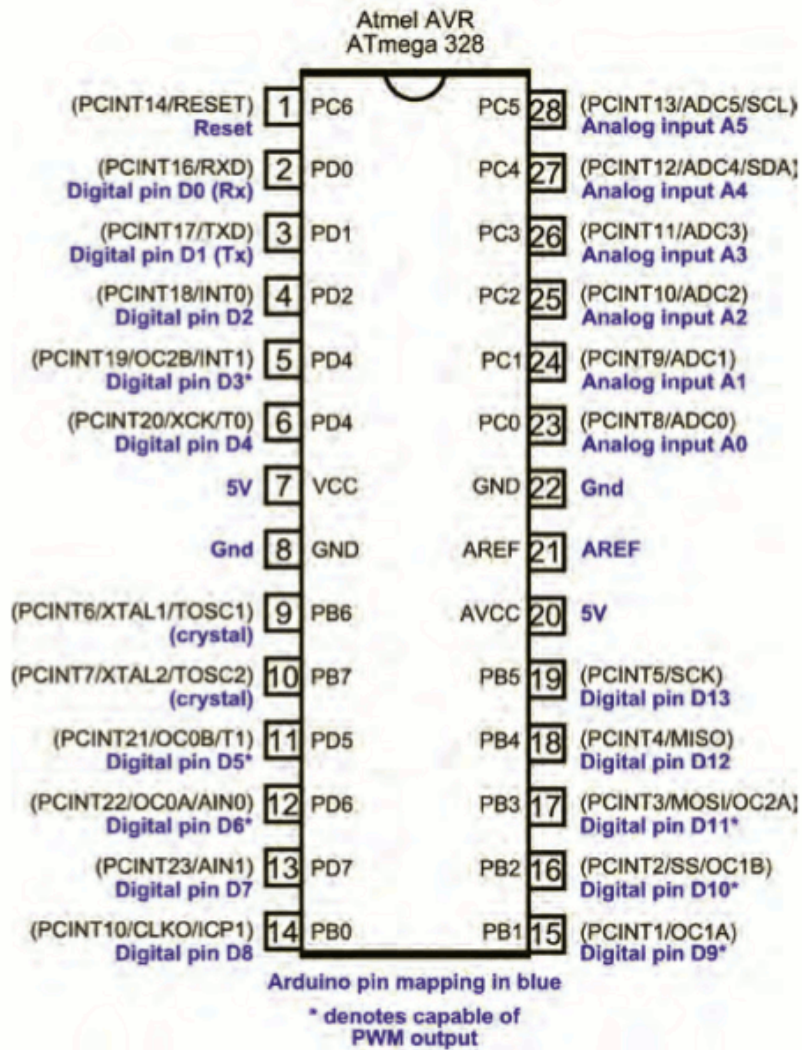 Atmel AVR
ATmega 328
(PCINT14/RESET) 1 PC6 PC5 28 (PCINT13/ADC5/SCL)
Reset Analog input A5
(PCINT16/RXD) 2 PD0 PC4 27 (PCINT12/ADC4/SDA)
Digital pin D0 (Rx) Analog input A4
(PCINT17/TXD) 3 PD1 PC3 26 (PCINT11/ADC3)
Digital pin D1 (Tx) Analog input A3
(PCINT18/INT0) 4 PD2 PC2 25 (PCINT10/ADC2)
Digital pin D2 Analog input A2
(PCINT19/OC2B/INT1) 5 PD4 PC1 24 (PCINT9/ADC1)
Digital pin D3* Analog input A1
(PCINT20/XCK/T0) 6 PD4 PC0 23 (PCINT8/ADC0)
Digital pin D4 Analog input A0
5V 7 VCC GND 22 Gnd
Gnd 8 GND AREF 21 AREF
(PCINT6/XTAL1/TOSC1) 9 PB6 AVCC 20 5V
(crystal)
(PCINT7/XTAL2/TOSC2) 10 PB7 PB5 19 (PCINT5/SCK)
(crystal) Digital pin D13
(PCINT21/OC0B/T1) 11 PD5 PB4 18 (PCINT4/MISO)
Digital pin D5* Digital pin D12
(PCINT22/OC0A/AIN0) 12 PD6 PB3 17 (PCINT3/MOSI/OC2A)
Digital pin D6* Digital pin D11*
(PCINT23/AIN1) 13 PD7 PB2 16 (PCINT2/SS/OC1B)
Digital pin D7 Digital pin D10*
(PCINT10/CLKO/ICP1) 14 PB0 PB1 15 (PCINT1/OC1A)
Digital pin D8 Digital pin D9*
Arduino pin mapping in blue
* denotes capable of
PWM output